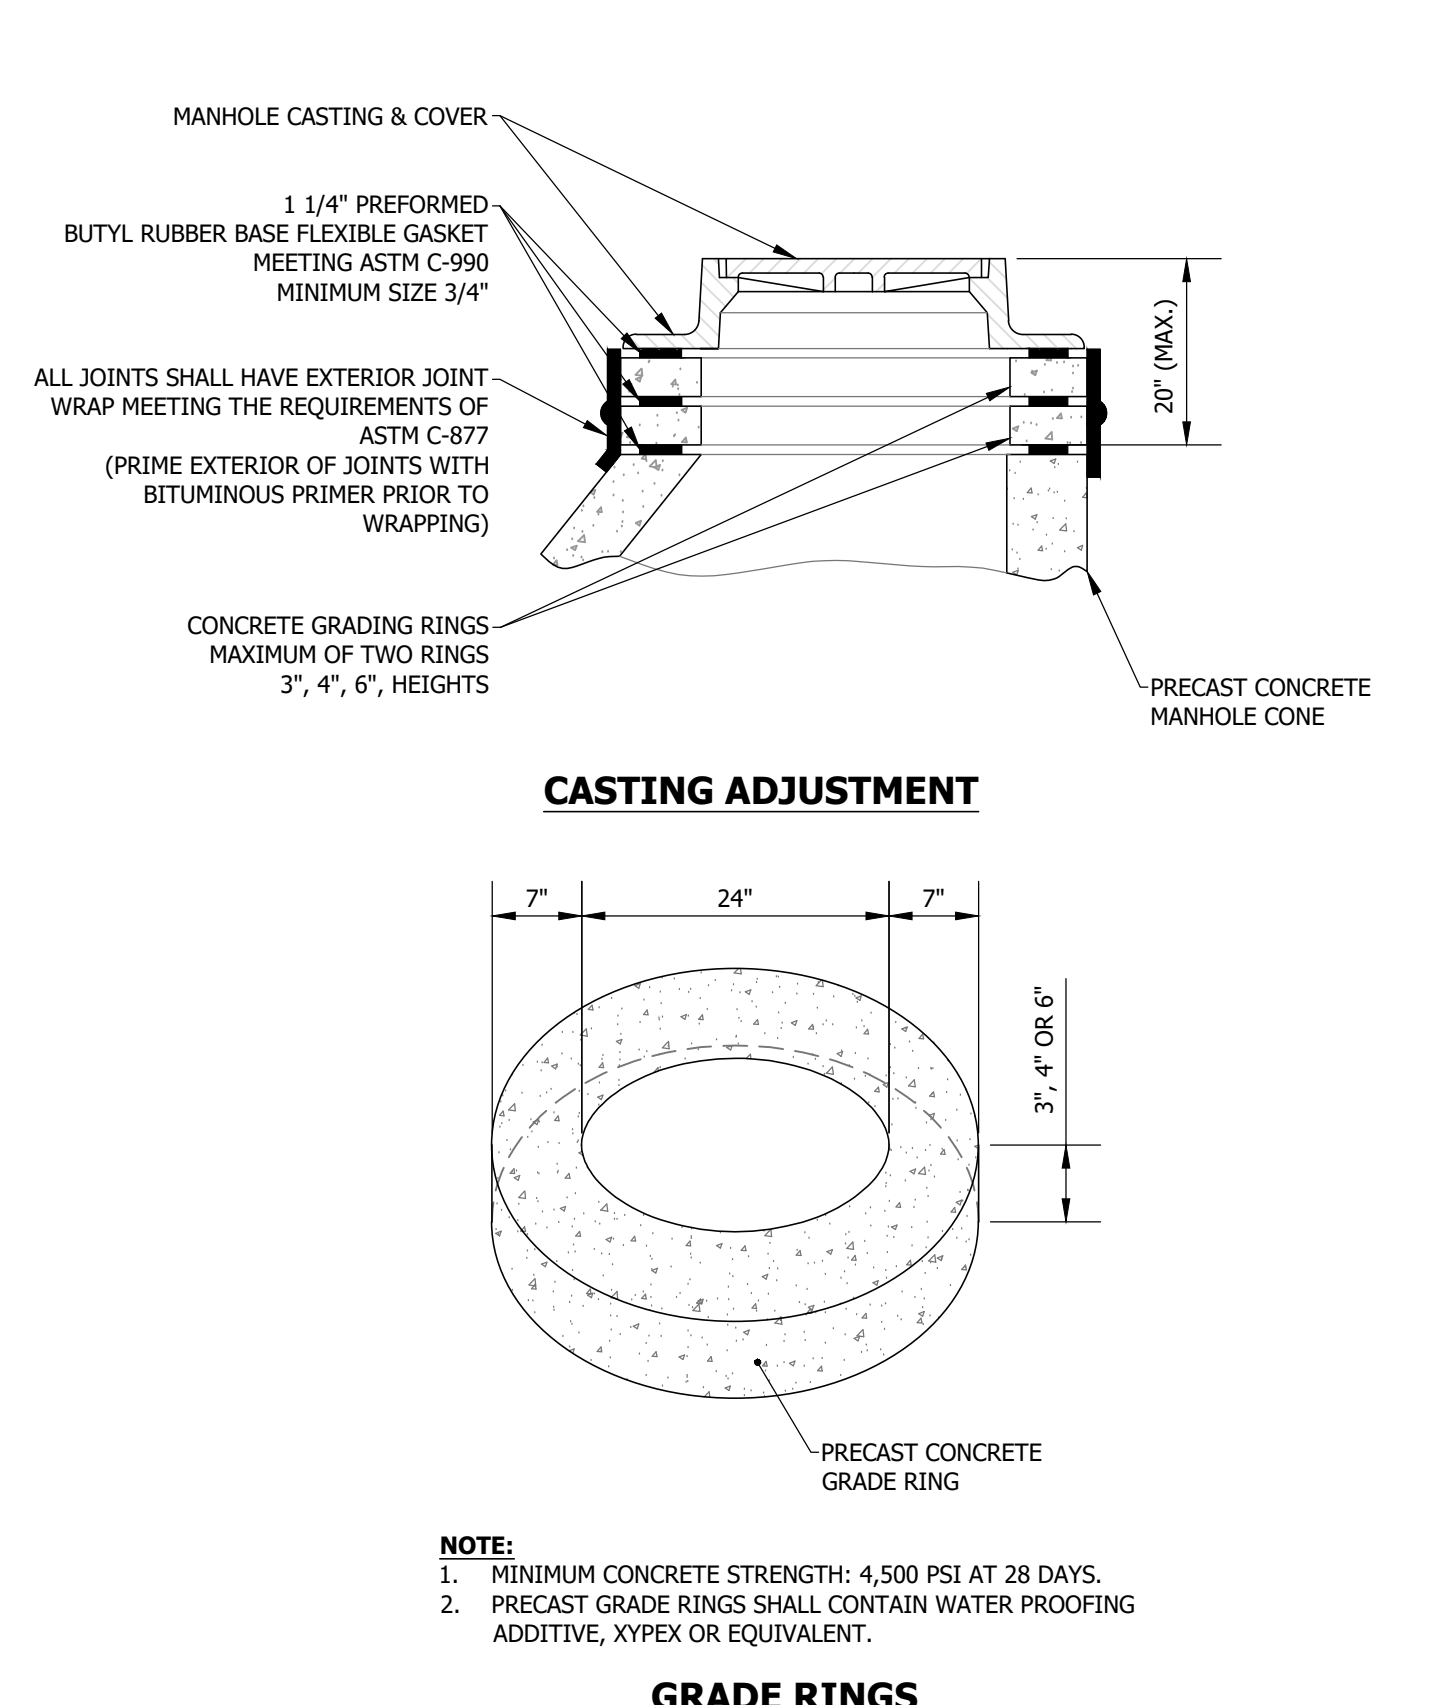 MANHOLE CASTING & COVER
1 1/4" PREFORMED
BUTYL RUBBER BASE FLEXIBLE GASKET
MEETING ASTM C-990
MINIMUM SIZE 3/4"
ALL JOINTS SHALL HAVE EXTERIOR JOINT
WRAP MEETING THE REQUIREMENTS OF
ASTM C-877
(PRIME EXTERIOR OF JOINTS WITH
BITUMINOUS PRIMER PRIOR TO
WRAPPING)
20" (MAX.)
CONCRETE GRADING RINGS
MAXIMUM OF TWO RINGS
3", 4", 6", HEIGHTS
PRECAST CONCRETE
MANHOLE CONE
CASTING ADJUSTMENT
7"
24"
7"
3", 4" OR 6"
PRECAST CONCRETE
GRADE RING
NOTE:
1. MINIMUM CONCRETE STRENGTH: 4,500 PSI AT 28 DAYS.
2. PRECAST GRADE RINGS SHALL CONTAIN WATER PROOFING
ADDITIVE, XYPEX OR EQUIVALENT.
GRADE RINGS